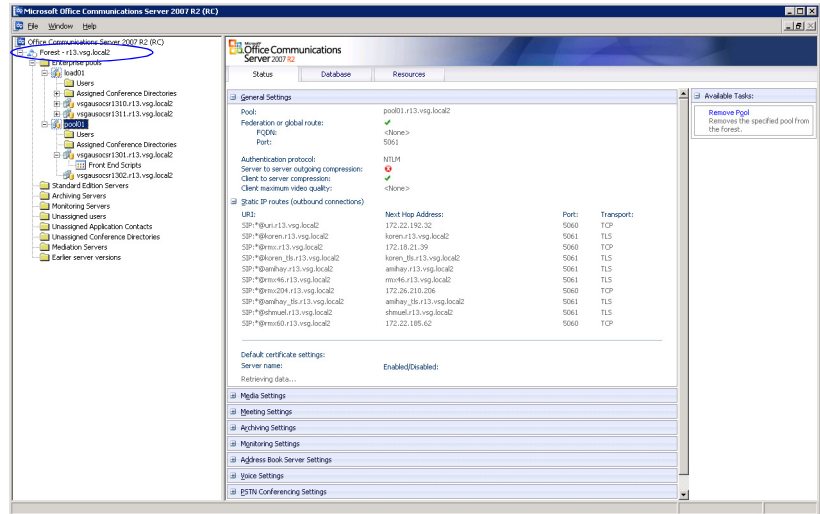 Microsoft Office Communications Server 2007 R2 (RC)
File Window Help
Office Communications Server 2007 R2 (RC)
Forest - r13.vsg.local2
Enterprise pools
load01
Users
Assigned Conference Directories
vsgausocsr1310.r13.vsg.local2
vsgausocsr1311.r13.vsg.local2
pool01
Users
Assigned Conference Directories
vsgausocsr1301.r13.vsg.local2
Front End Scripts
vsgausocsr1302.r13.vsg.local2
Standard Edition Servers
Archiving Servers
Monitoring Servers
Unassigned users
Unassigned Application Contacts
Unassigned Conference Directories
Mediation Servers
Earlier server versions
Microsoft
Office Communications
Server 2007 R2
Status Database Resources
General Settings
Pool: pool01.r13.vsg.local2
Federation or global route:
FQDN: <None>
Port: 5061
Authentication protocol: NTLM
Server to server outgoing compression:
Client to server compression:
Client maximum video quality: <None>
Static IP routes (outbound connections)
URI: Next Hop Address: Port: Transport:
SIP:*@uri.r13.vsg.local2 172.22.192.32 5060 TCP
SIP:*@koren.r13.vsg.local2 koren.r13.vsg.local2 5061 TLS
SIP:*@rmx.r13.vsg.local2 172.18.21.39 5060 TCP
SIP:*@koren_tls.r13.vsg.local2 koren_tls.r13.vsg.local2 5061 TLS
SIP:*@amihay.r13.vsg.local2 amihay.r13.vsg.local2 5061 TLS
SIP:*@rmx46.r13.vsg.local2 rmx46.r13.vsg.local2 5061 TLS
SIP:*@rmx204.r13.vsg.local2 172.26.210.206 5060 TCP
SIP:*@amihay_tls.r13.vsg.local2 amihay_tls.r13.vsg.local2 5061 TLS
SIP:*@shmuel.r13.vsg.local2 shmuel.r13.vsg.local2 5061 TLS
SIP:*@rmx60.r13.vsg.local2 172.22.185.62 5060 TCP
Default certificate settings:
Server name: Enabled/Disabled:
Retrieving data...
Media Settings
Meeting Settings
Archiving Settings
Monitoring Settings
Address Book Server Settings
Voice Settings
PSTN Conferencing Settings
Available Tasks:
Remove Pool
Removes the specified pool from
the forest.